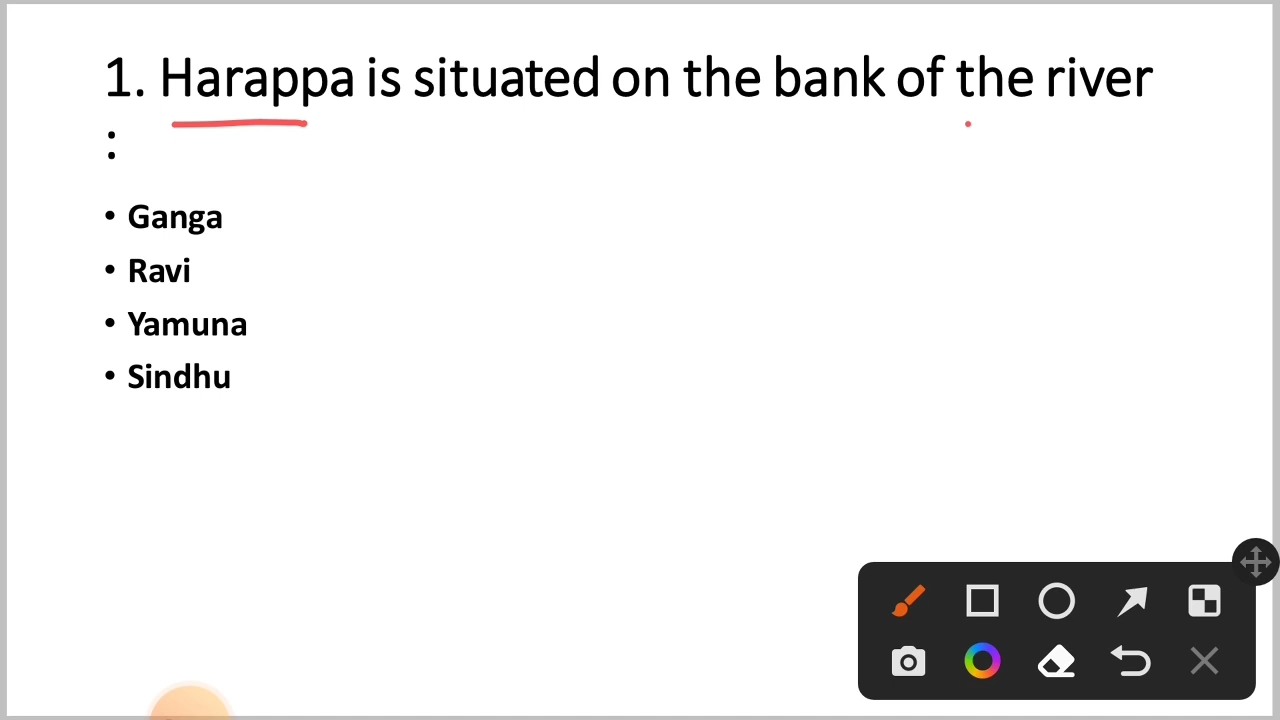 1. Harappa is situated on the bank of the river
:
• Ganga
• Ravi
• Yamuna
• Sindhu